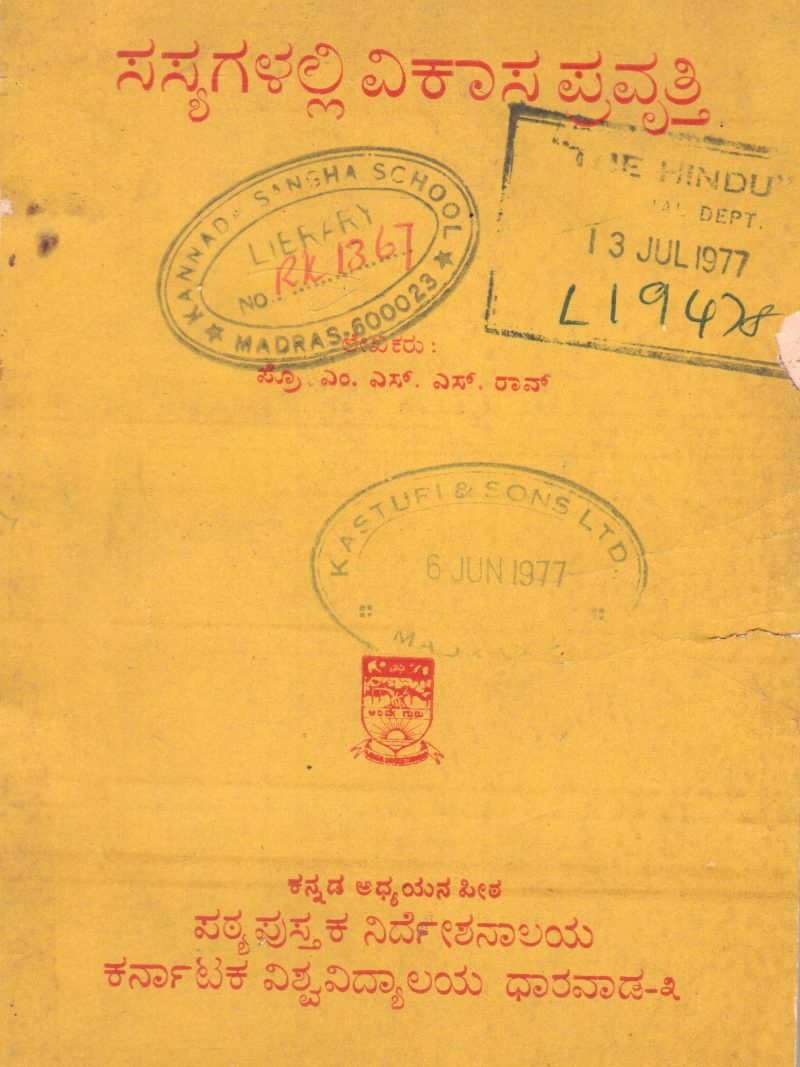 ಸಸ್ಯಗಳಲ್ಲಿ ವಿಕಾಸ ಪ್ರವೃತ್ತಿ
KANNADA SANGHA SCHOOL
LIBRARY
NO. RK 1367
MADRAS-600023
HINDU"
DEPT.
13 JUL 1977
L19428
ಲೇಖಕರು:
ಪ್ರೊ. ಎಂ. ಎಸ್. ಎಸ್. ರಾವ್
KASTURI & SONS LTD.
6 JUN 1977
ಅರಿವೇ ಗುರು
ಕನ್ನಡ ಅಧ್ಯಯನ ಪೀಠ
ಪಠ್ಯಪುಸ್ತಕ ನಿರ್ದೇಶನಾಲಯ
ಕರ್ನಾಟಕ ವಿಶ್ವವಿದ್ಯಾಲಯ ಧಾರವಾಡ-೩